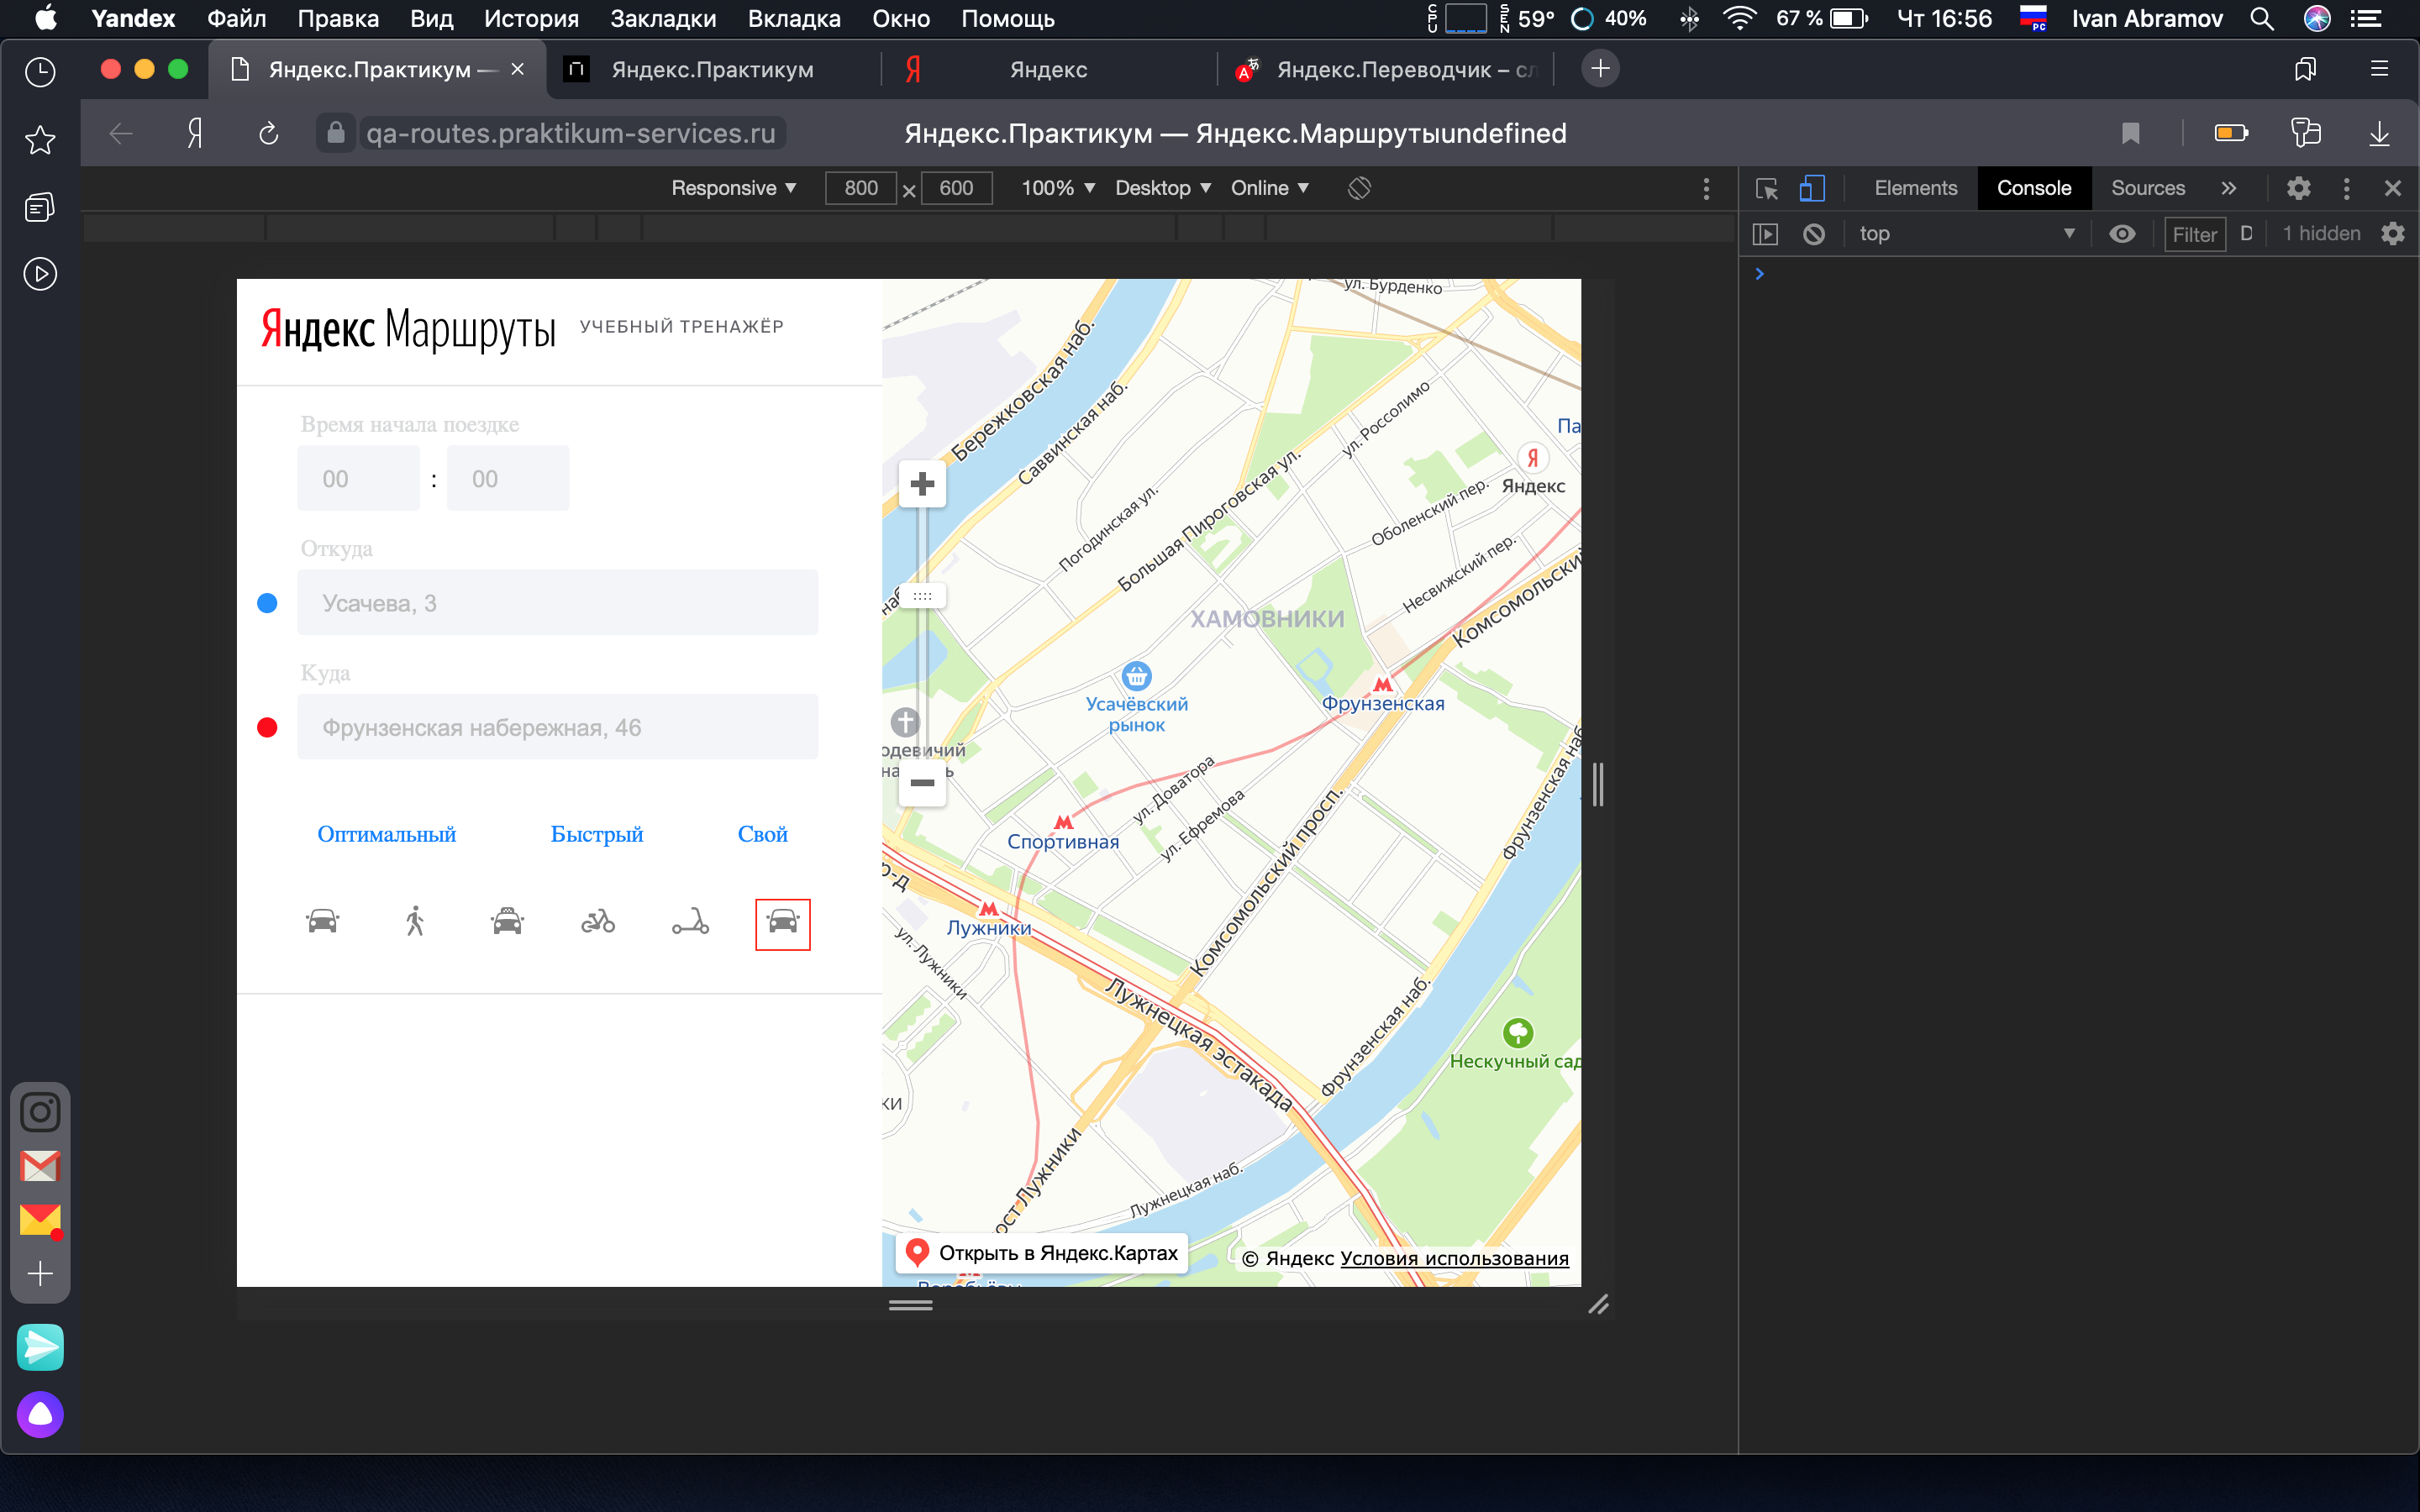 Yandex Файл Правка Вид История Закладки Вкладка Окно Помощь
CPU SEN 59° 40% 67 % Чт 16:56 РС Ivan Abramov
Яндекс.Практикум —
Яндекс.Практикум
Яндекс
Яндекс.Переводчик – сл
qa-routes.praktikum-services.ru
Яндекс.Практикум — Яндекс.Маршрутыundefined
Responsive 800 × 600 100% Desktop Online
Elements Console Sources
top Filter D 1 hidden
Яндекс Маршруты УЧЕБНЫЙ ТРЕНАЖЁР
Время начала поездке
00 : 00
Откуда
Усачева, 3
Куда
Фрунзенская набережная, 46
Оптимальный Быстрый Свой
ул. Бурденко
Бережковская наб.
Саввинская наб.
ул. Россолимо
Па
Яндекс
Погодинская ул.
Большая Пироговская ул.
Оболенский пер.
Несвижский пер.
Комсомольский
наб
ХАМОВНИКИ
Усачёвский
рынок
Фрунзенская
одевичий
ул. Доватора
ул. Ефремова
Спортивная
Комсомольский просп.
Фрунзенская наб
р-д
Лужники
ул. Лужники
Лужнецкая эстакада
Фрунзенская наб.
Нескучный сад
ки
ост Лужники
Лужнецкая наб.
Открыть в Яндекс.Картах
© Яндекс Условия использования